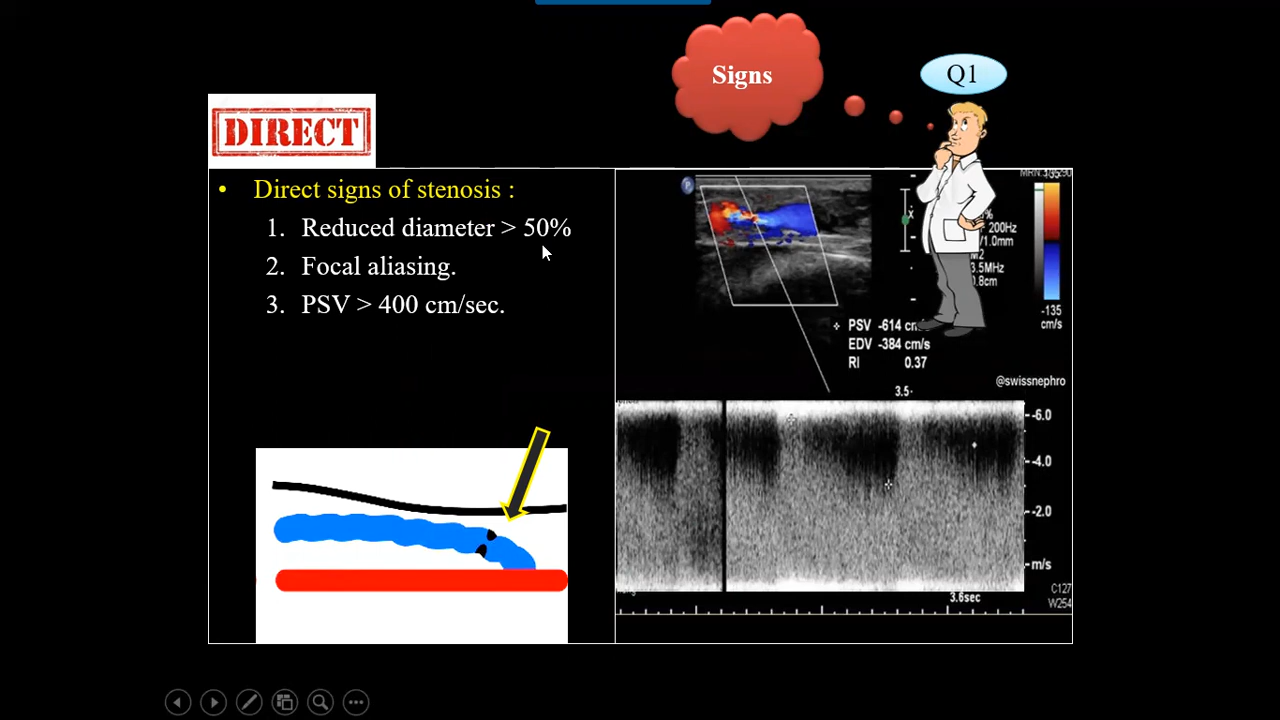 Signs
Q1
DIRECT
• Direct signs of stenosis :
1. Reduced diameter > 50%
2. Focal aliasing.
3. PSV > 400 cm/sec.
200Hz
/1.0mm
M2
3.5MHz
0.8cm
-135
cm/s
PSV -614
EDV -384 cm/s
RI 0.37
@swissnephro
3.5
-6.0
-4.0
-2.0
m/s
3.6sec
C127
W254